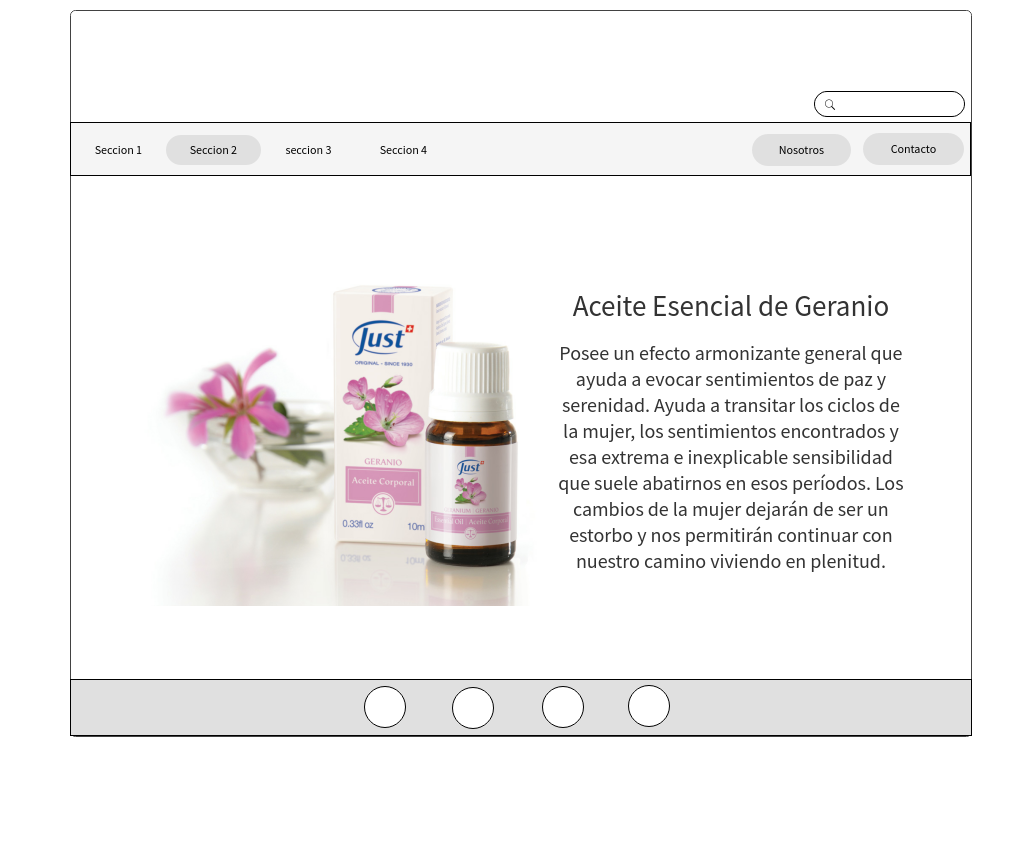 Seccion 1 Seccion 2 seccion 3 Seccion 4 Nosotros Contacto
Just
ORIGINAL - SINCE 1930
GERANIO
Aceite Corporal
0.33fl oz 10m
Just
Essential Oil . Aceite Corporal
Aceite Esencial de Geranio
Posee un efecto armonizante general que
ayuda a evocar sentimientos de paz y
serenidad. Ayuda a transitar los ciclos de
la mujer, los sentimientos encontrados y
esa extrema e inexplicable sensibilidad
que suele abatirnos en esos períodos. Los
cambios de la mujer dejarán de ser un
estorbo y nos permitirán continuar con
nuestro camino viviendo en plenitud.